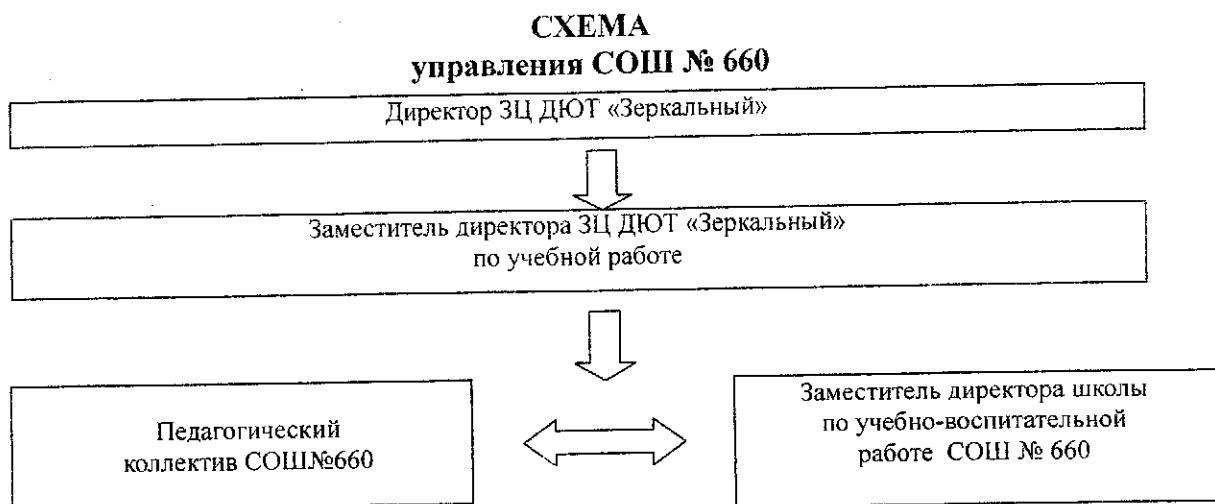 СХЕМА
управления СОШ № 660
Директор ЗЦ ДЮТ «Зеркальный»
Заместитель директора ЗЦ ДЮТ «Зеркальный»
по учебной работе
Педагогический
коллектив СОШ№660
Заместитель директора школы
по учебно-воспитательной
работе СОШ № 660